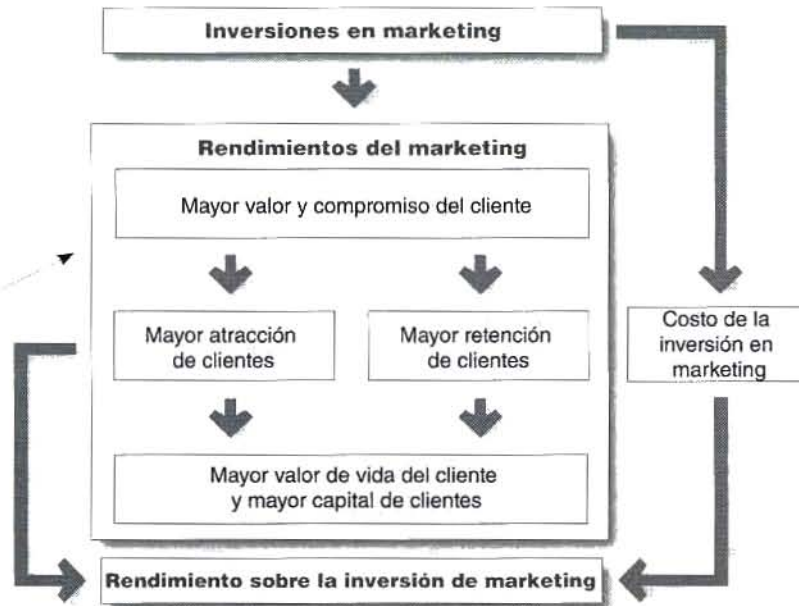 Inversiones en marketing
Rendimientos del marketing
Mayor valor y compromiso del cliente
Mayor atracción
de clientes
Mayor retención
de clientes
Costo de la
inversión en
marketing
Mayor valor de vida del cliente
y mayor capital de clientes
Rendimiento sobre la inversión de marketing